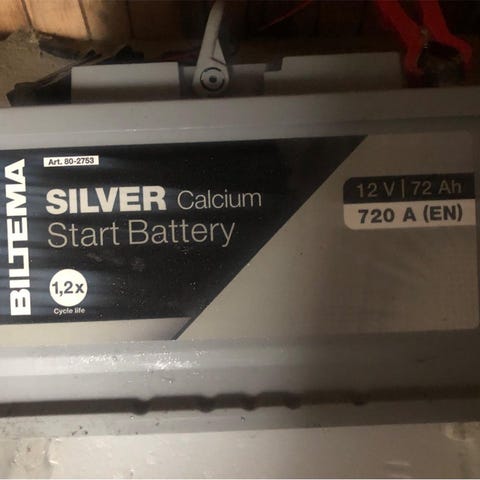 BILTEMA
Art. 80-2753
SILVER Calcium
Start Battery
1,2x
Cycle life
12 V | 72 Ah
720 A (EN)